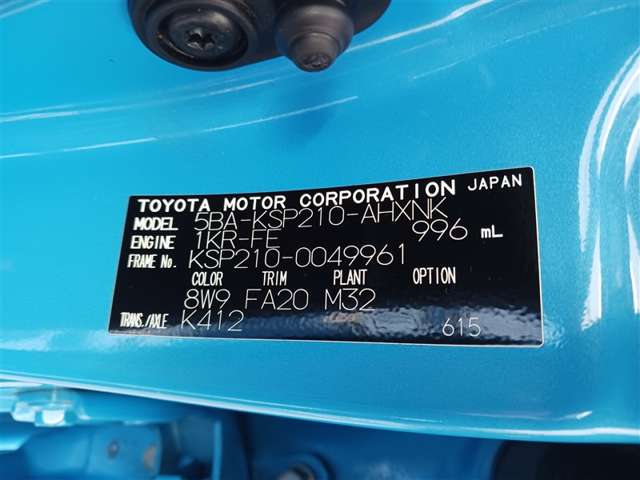 TOYOTA MOTOR CORPORATION JAPAN
MODEL 5BA-KSP210-AHXNK
ENGINE 1KR-FE 996 mL
FRAME No. KSP210-0049961
COLOR TRIM PLANT OPTION
8W9 FA20 M32
TRANS./AXLE K412 615